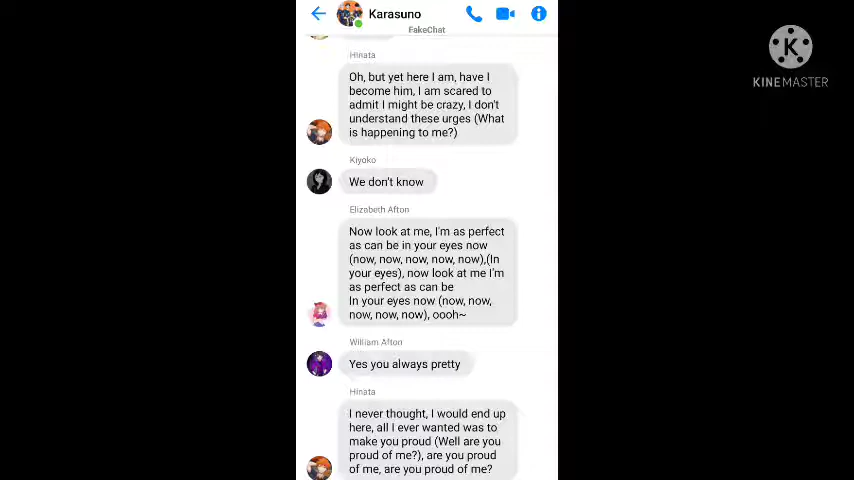 Karasuno
FakeChat
Hinata
Oh, but yet here I am, have I
become him, I am scared to
admit I might be crazy, I don't
understand these urges (What
is happening to me?)
Kiyoko
We don't know
Elizabeth Afton
Now look at me, I'm as perfect
as can be in your eyes now
(now, now, now, now, now),(In
your eyes), now look at me I'm
as perfect as can be
In your eyes now (now, now,
now, now, now), oooh~
William Afton
Yes you always pretty
Hinata
I never thought, I would end up
here, all I ever wanted was to
make you proud (Well are you
proud of me?), are you proud
of me, are you proud of me?
K
KINEMASTER